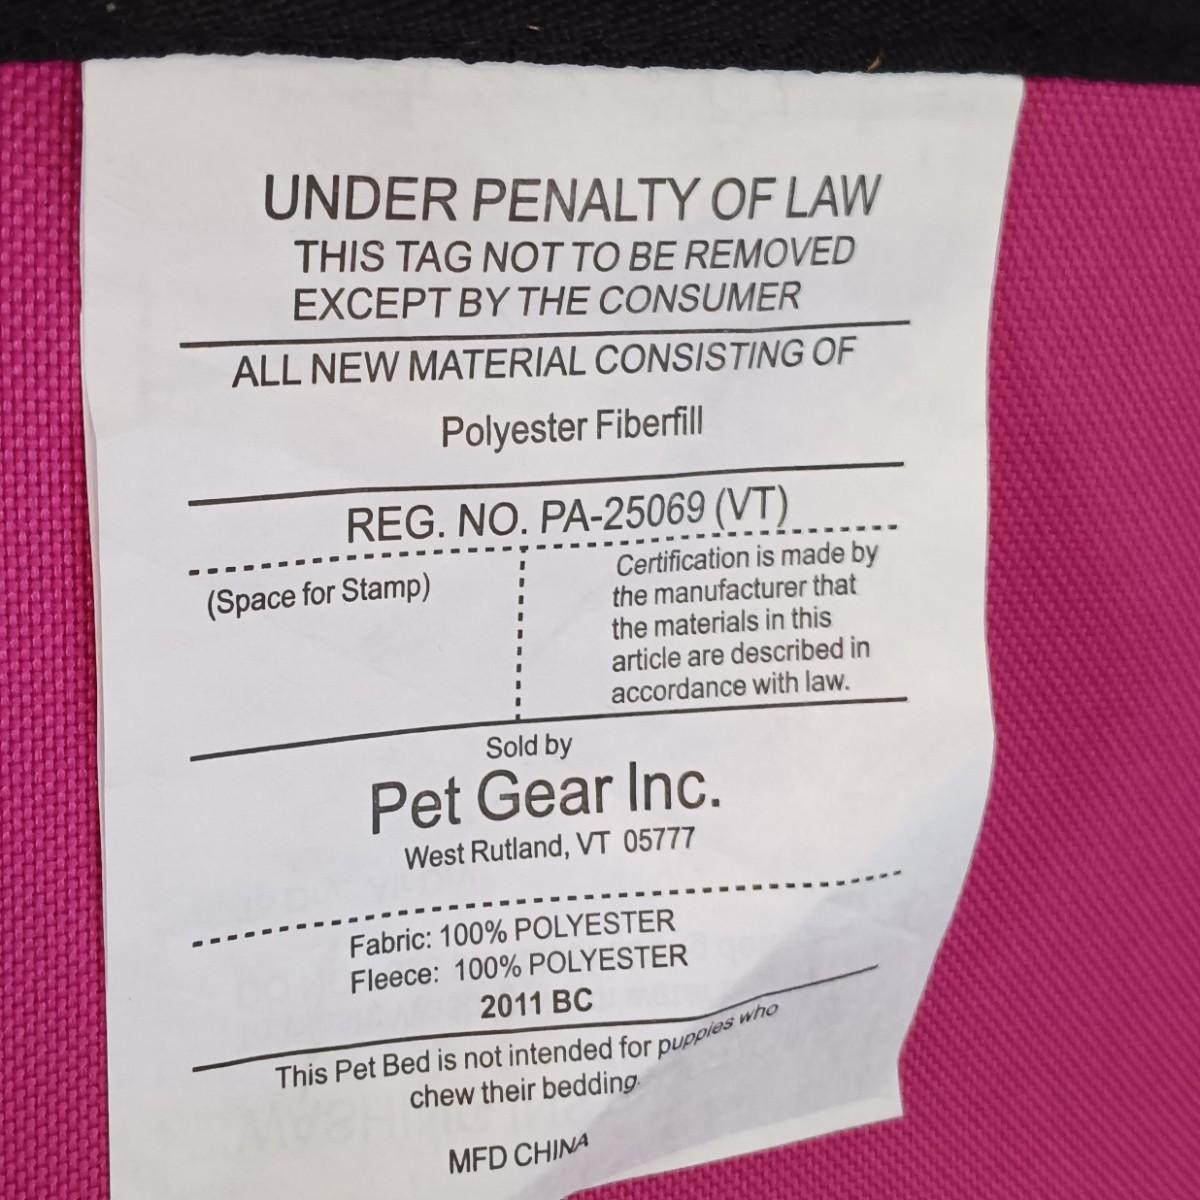 UNDER PENALTY OF LAW
THIS TAG NOT TO BE REMOVED
EXCEPT BY THE CONSUMER
ALL NEW MATERIAL CONSISTING OF
Polyester Fiberfill
REG. NO. PA-25069 (VT)
(Space for Stamp)
Certification is made by
the manufacturer that
the materials in this
article are described in
accordance with law.
Sold by
Pet Gear Inc.
West Rutland, VT 05777
Fabric: 100% POLYESTER
Fleece: 100% POLYESTER
2011 BC
This Pet Bed is not intended for puppies who
chew their bedding.
MFD CHINA